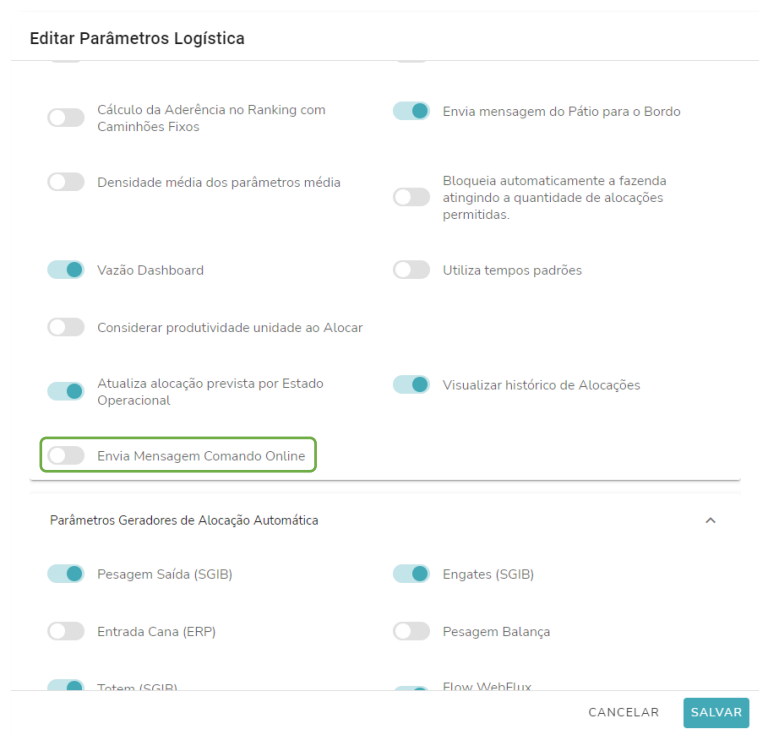 Editar Parâmetros Logística
Cálculo da Aderência no Ranking com
Caminhões Fixos
Envia mensagem do Pátio para o Bordo
Densidade média dos parâmetros média
Bloqueia automaticamente a fazenda
atingindo a quantidade de alocações
permitidas.
Vazão Dashboard
Utiliza tempos padrões
Considerar produtividade unidade ao Alocar
Atualiza alocação prevista por Estado
Operacional
Visualizar histórico de Alocações
Envia Mensagem Comando Online
Parâmetros Geradores de Alocação Automática
Pesagem Saída (SGIB)
Engates (SGIB)
Entrada Cana (ERP)
Pesagem Balança
Totem (SGIB)
Flow WebFlux
CANCELAR
SALVAR